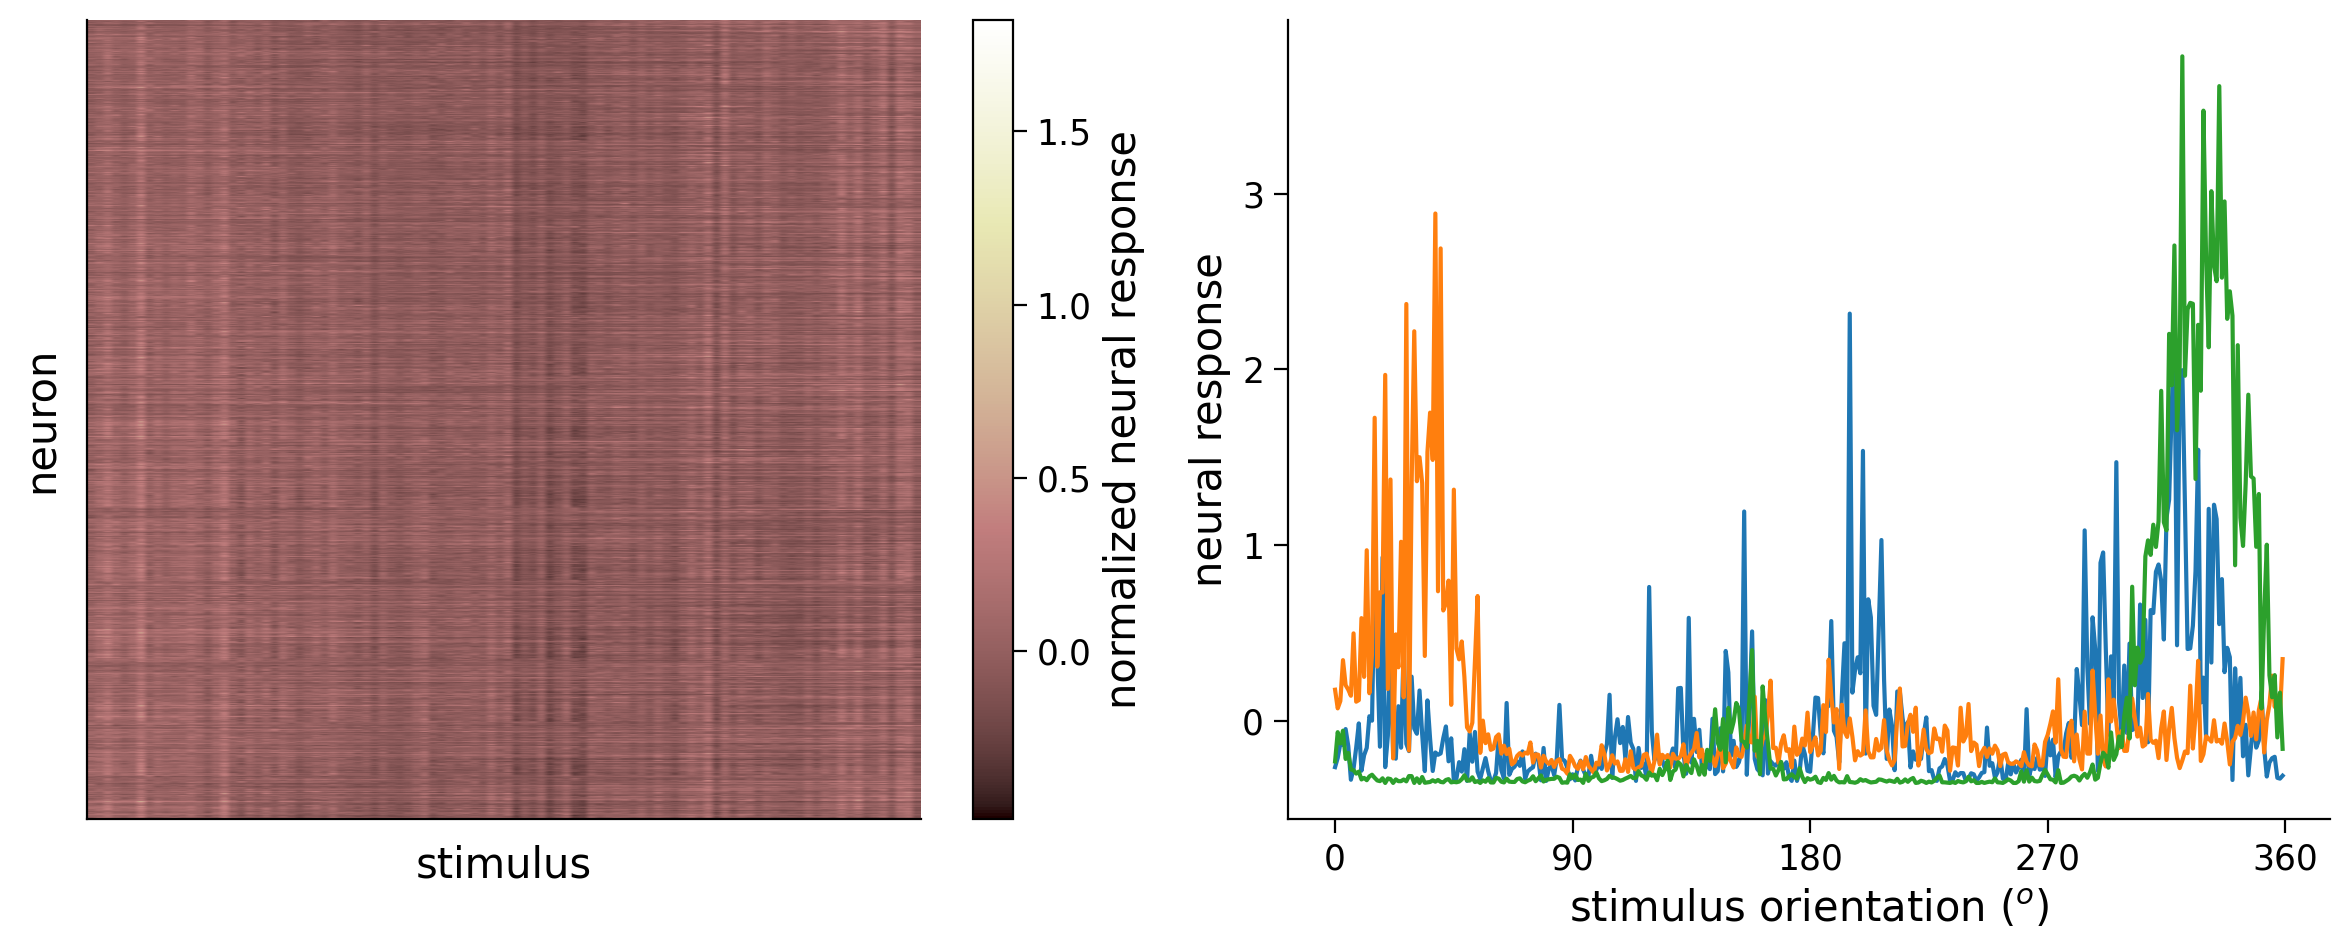 neuron
stimulus
1.5
1.0
0.5
0.0
normalized neural response
neural response
3
2
1
0
0 90 180 270 360
stimulus orientation (o)